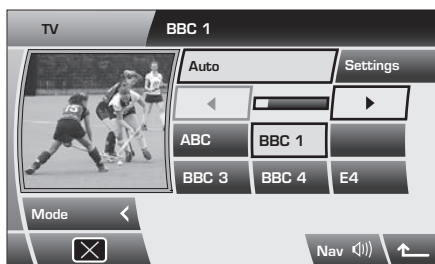 TV BBC 1
Auto Settings
ABC BBC 1
BBC 3 BBC 4 E4
Mode
Nav